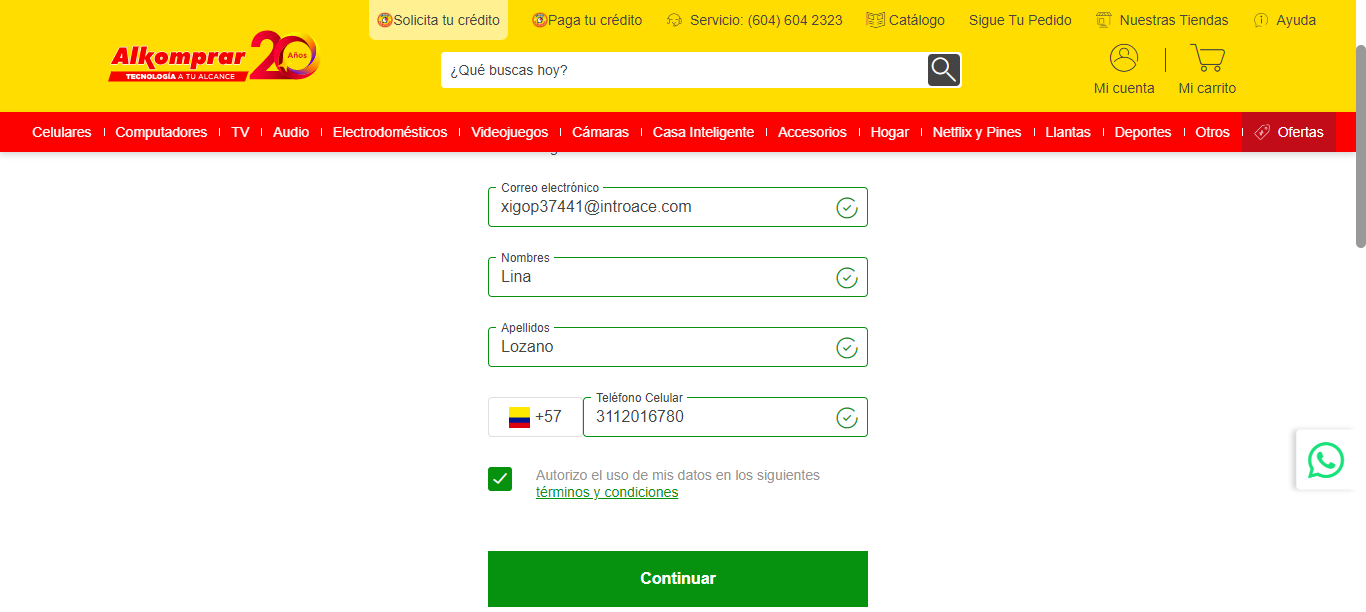 Solicita tu crédito Paga tu crédito Servicio: (604) 604 2323 Catálogo Sigue Tu Pedido Nuestras Tiendas Ayuda
Alkomprar 20 Años
TECNOLOGÍA A TU ALCANCE
¿Qué buscas hoy?
Mi cuenta Mi carrito
Celulares Computadores TV Audio Electrodomésticos Videojuegos Cámaras Casa Inteligente Accesorios Hogar Netflix y Pines Llantas Deportes Otros Ofertas
Correo electrónico
xigop37441@introace.com
Nombres
Lina
Apellidos
Lozano
Teléfono Celular
+57 3112016780
Autorizo el uso de mis datos en los siguientes
términos y condiciones
Continuar